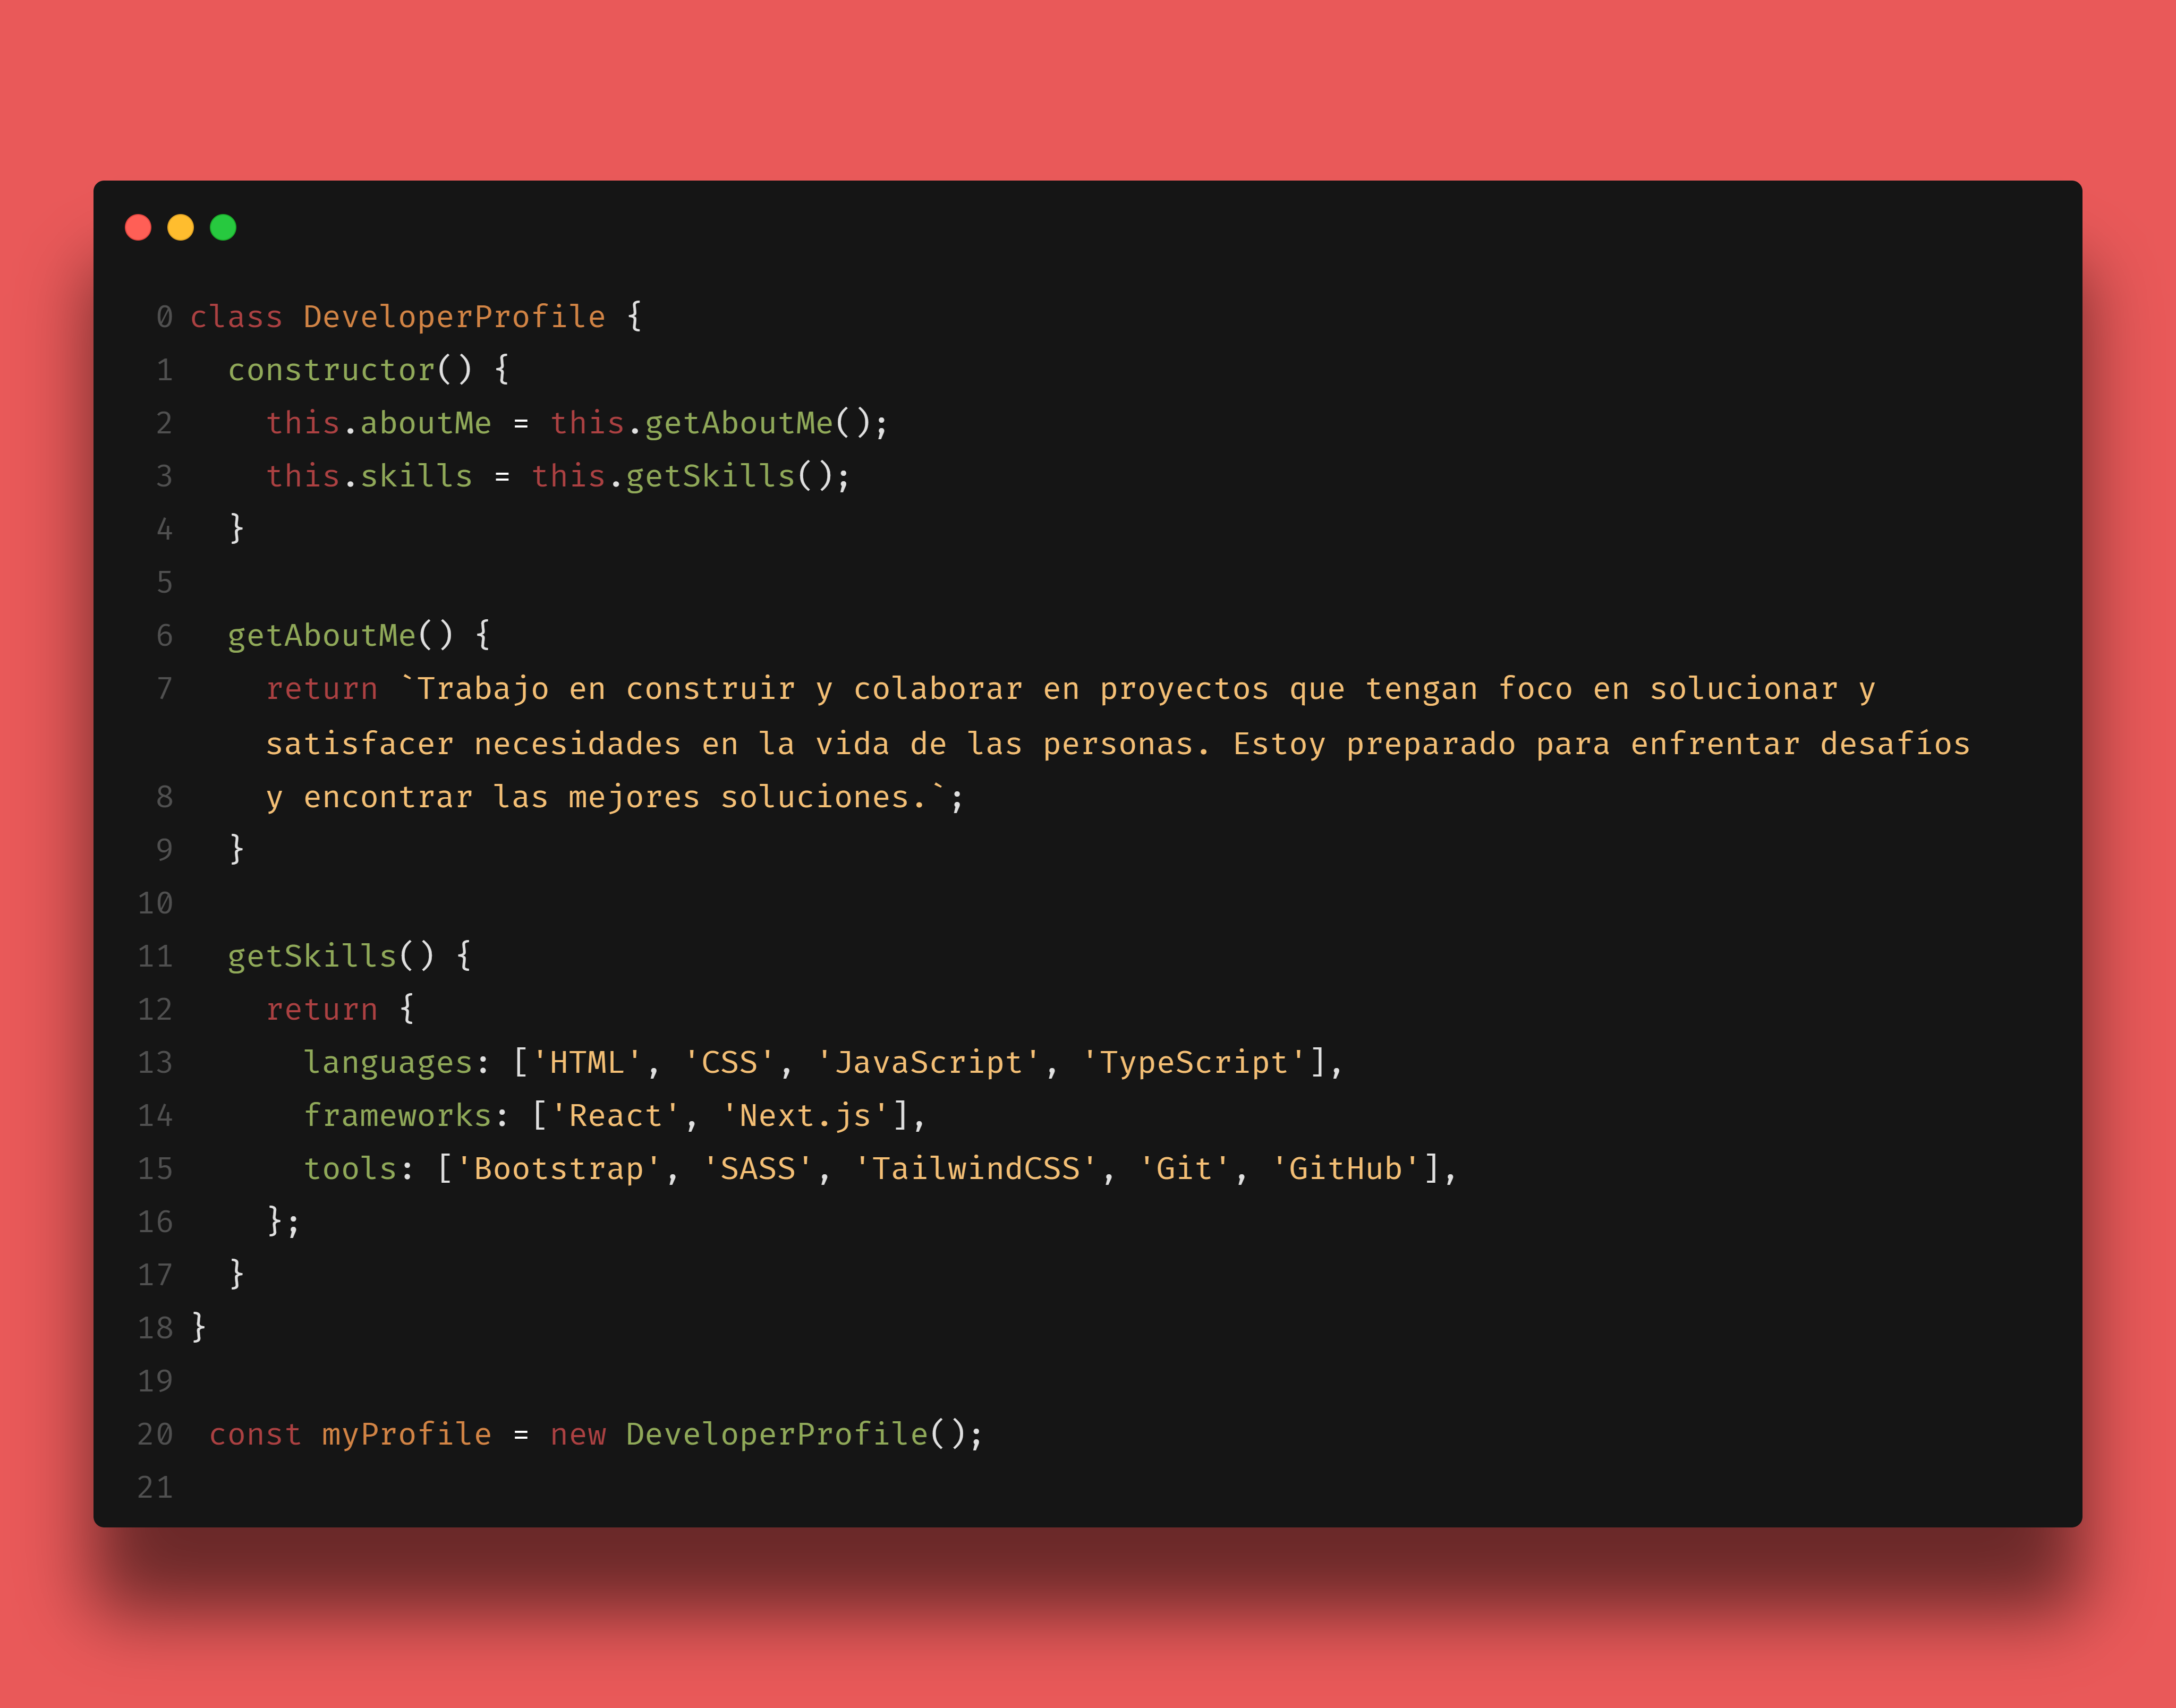 0 class DeveloperProfile {
1   constructor() {
2     this.aboutMe = this.getAboutMe();
3     this.skills = this.getSkills();
4   }
5
6   getAboutMe() {
7     return `Trabajo en construir y colaborar en proyectos que tengan foco en solucionar y
      satisfacer necesidades en la vida de las personas. Estoy preparado para enfrentar desafíos
8     y encontrar las mejores soluciones.`;
9   }
10
11   getSkills() {
12     return {
13       languages: ['HTML', 'CSS', 'JavaScript', 'TypeScript'],
14       frameworks: ['React', 'Next.js'],
15       tools: ['Bootstrap', 'SASS', 'TailwindCSS', 'Git', 'GitHub'],
16     };
17   }
18 }
19
20  const myProfile = new DeveloperProfile();
21